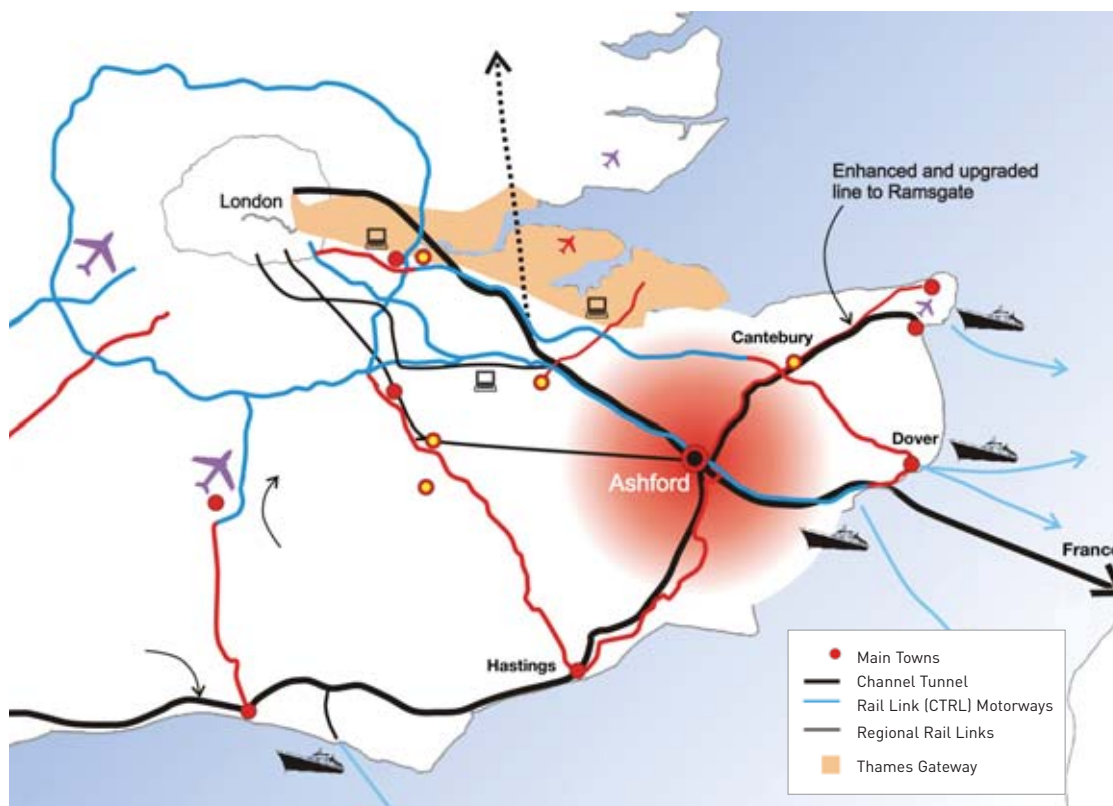 Enhanced and upgraded
line to Ramsgate
London
Cantebury
Dover
Ashford
France
Hastings
Main Towns
Channel Tunnel
Rail Link (CTRL) Motorways
Regional Rail Links
Thames Gateway